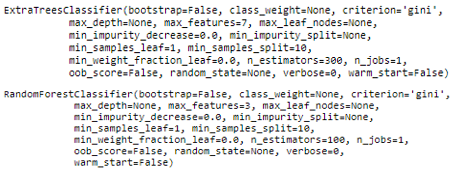 ExtraTreesClassifier(bootstrap=False, class_weight=None, criterion='gini',
max_depth=None, max_features=7, max_leaf_nodes=None,
min_impurity_decrease=0.0, min_impurity_split=None,
min_samples_leaf=1, min_samples_split=10,
min_weight_fraction_leaf=0.0, n_estimators=300, n_jobs=1,
oob_score=False, random_state=None, verbose=0, warm_start=False)
RandomForestClassifier(bootstrap=False, class_weight=None, criterion='gini',
max_depth=None, max_features=3, max_leaf_nodes=None,
min_impurity_decrease=0.0, min_impurity_split=None,
min_samples_leaf=1, min_samples_split=10,
min_weight_fraction_leaf=0.0, n_estimators=100, n_jobs=1,
oob_score=False, random_state=None, verbose=0,
warm_start=False)